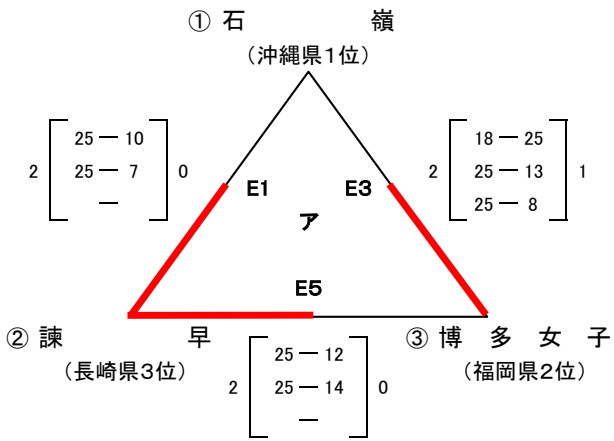 ① 石 嶺
（沖縄県１位）
2 25 ― 10 0
25 ― 7
―
2 18 ― 25 1
25 ― 13
25 ― 8
E1 E3
ア
E5
② 諫 早
（長崎県３位）
③ 博 多 女 子
（福岡県２位）
2 25 ― 12 0
25 ― 14
―